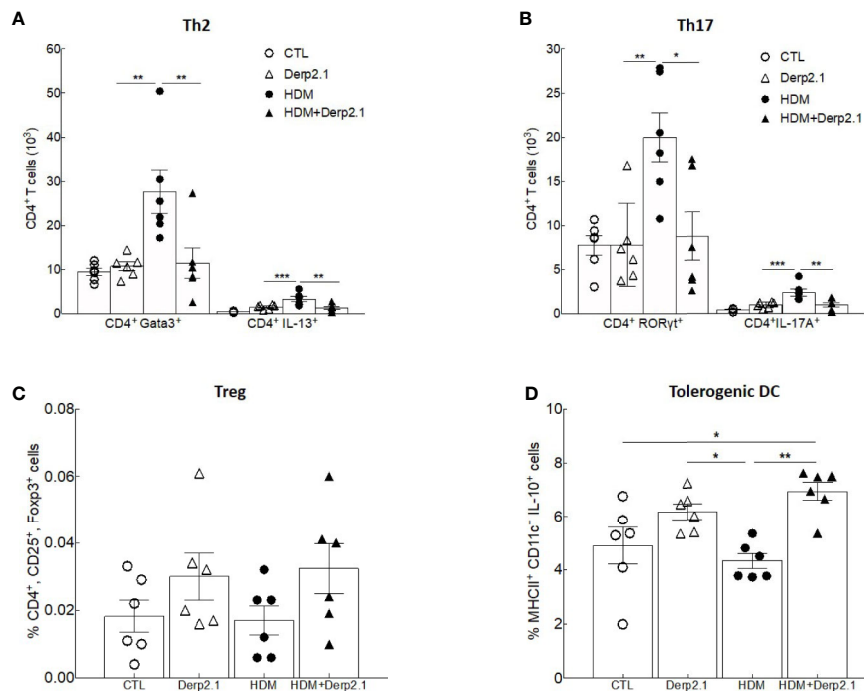 A
Th2
CD4+ T cells (10³)
60
50
40
30
20
10
0
** **
*** **
CTL
Derp2.1
HDM
HDM+Derp2.1
CD4+ Gata3+
CD4+ IL-13+
B
Th17
CD4+ T cells (10³)
30
25
20
15
10
5
0
** *
*** **
CTL
Derp2.1
HDM
HDM+Derp2.1
CD4+ RORγt+
CD4+IL-17A+
C
Treg
% CD4+, CD25+, Foxp3+ cells
0.08
0.06
0.04
0.02
0.00
CTL
Derp2.1
HDM
HDM+Derp2.1
D
Tolerogenic DC
% MHCII+ CD11c- IL-10+ cells
10
8
6
4
2
0
*
* **
CTL
Derp2.1
HDM
HDM+Derp2.1